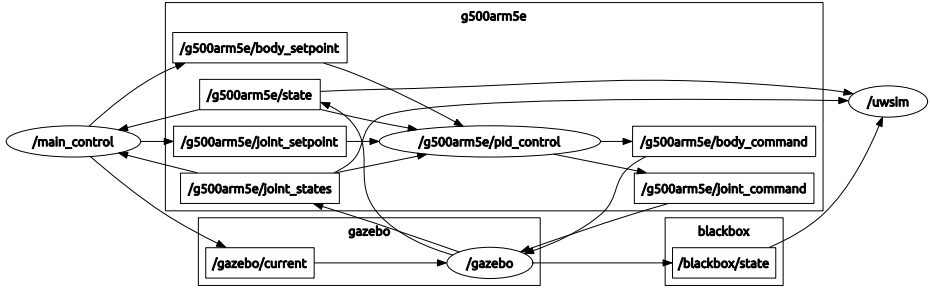 g500arm5e
/g500arm5e/body_setpoint
/g500arm5e/state
/uwsim
/main_control
/g500arm5e/joint_setpoint
/g500arm5e/pid_control
/g500arm5e/body_command
/g500arm5e/joint_states
/g500arm5e/joint_command
gazebo
blackbox
/gazebo/current
/gazebo
/blackbox/state